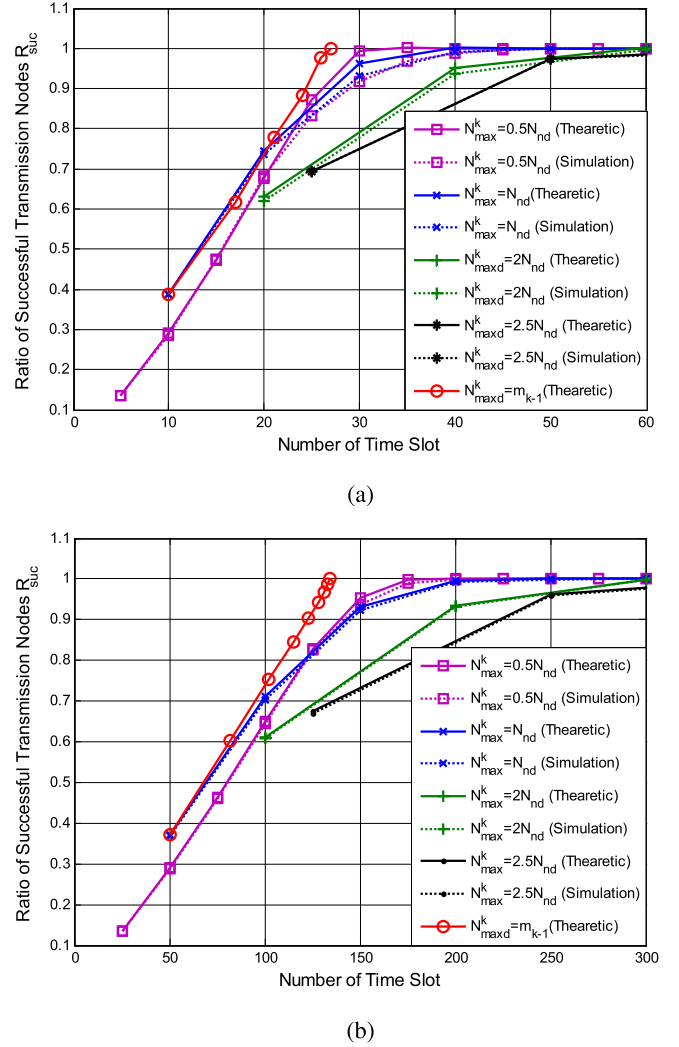 1.1
1
0.9
0.8
0.7
0.6
0.5
0.4
0.3
0.2
0.1
Ratio of Successful Transmission Nodes R_suc
N^k_max=0.5N_nd (Thearetic)
N^k_max=0.5N_nd (Simulation)
N^k_max=N_nd(Thearetic)
N^k_max=N_nd (Simulation)
N^k_maxd=2N_nd (Thearetic)
N^k_maxd=2N_nd (Simulation)
N^k_maxd=2.5N_nd (Thearetic)
N^k_maxd=2.5N_nd (Simulation)
N^k_maxd=m_k-1(Thearetic)
0 10 20 30 40 50 60
Number of Time Slot
(a)
1.1
1
0.9
0.8
0.7
0.6
0.5
0.4
0.3
0.2
0.1
Ratio of Successful Transmission Nodes R_suc
N^k_max=0.5N_nd (Thearetic)
N^k_max=0.5N_nd (Simulation)
N^k_max=N_nd (Thearetic)
N^k_max=N_nd (Simulation)
N^k_max=2N_nd (Thearetic)
N^k_max=2N_nd (Simulation)
N^k_max=2.5N_nd (Thearetic)
N^k_max=2.5N_nd (Simulation)
N^k_maxd=m_k-1(Thearetic)
0 50 100 150 200 250 300
Number of Time Slot
(b)